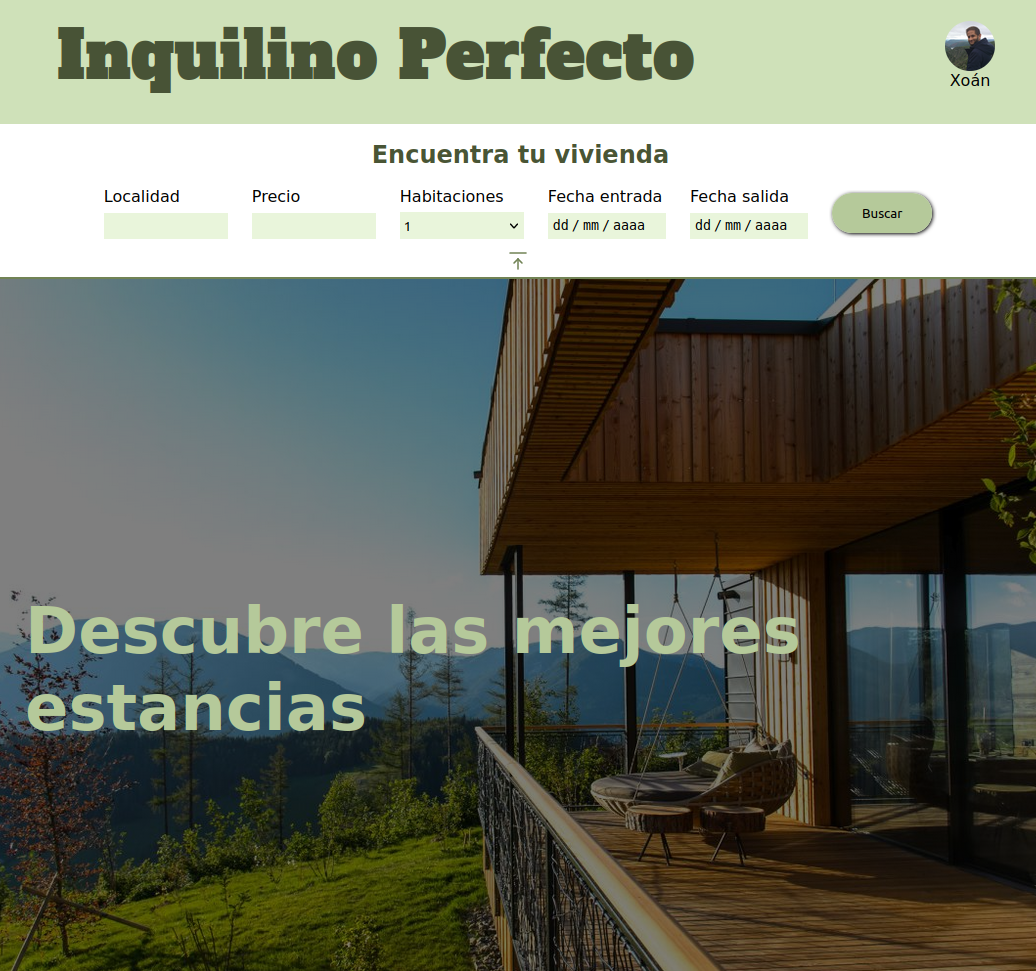 Inquilino Perfecto
Xoán
Encuentra tu vivienda
Localidad Precio Habitaciones Fecha entrada Fecha salida
1 dd / mm / aaaa dd / mm / aaaa
Buscar
Descubre las mejores
estancias